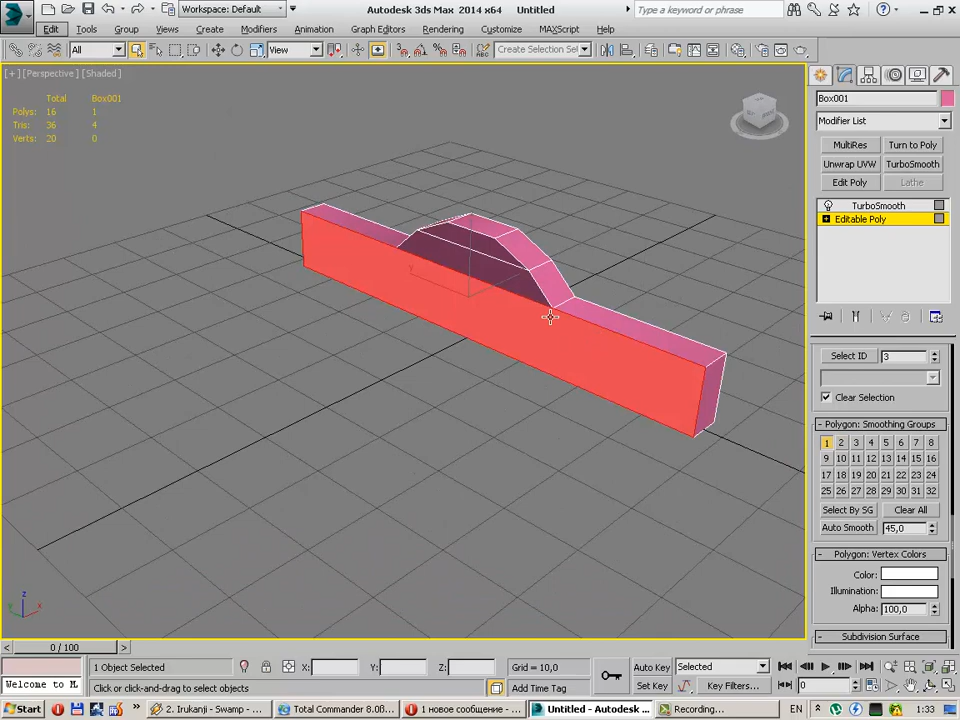 Workspace: Default
Autodesk 3ds Max 2014 x64
Untitled
Type a keyword or phrase
Edit Tools Group Views Create Modifiers Animation Graph Editors Rendering Customize MAXScript Help
All
View
Create Selection Se
[+] [Perspective] [Shaded]
Total Box001
Polys: 16 1
Tris: 36 4
Verts: 20 0
Box001
Modifier List
MultiRes Turn to Poly
Unwrap UVW TurboSmooth
Edit Poly Lathe
TurboSmooth
Editable Poly
Select ID 3
Clear Selection
Polygon: Smoothing Groups
1 2 3 4 5 6 7 8
9 10 11 12 13 14 15 16
17 18 19 20 21 22 23 24
25 26 27 28 29 30 31 32
Select By SG Clear All
Auto Smooth 45,0
Polygon: Vertex Colors
Color:
Illumination:
Alpha: 100,0
Subdivision Surface
Y
z
x
0 / 100
1 Object Selected
X: Y: Z: Grid = 10,0
Auto Key Selected
Welcome to M
Click or click-and-drag to select objects
Add Time Tag
Set Key Key Filters...
0
Start
2. Irukanji - Swamp - ...
Total Commander 8.0...
1 новое сообщение - ...
Untitled - Autodesk ...
Recording...
EN
1:33